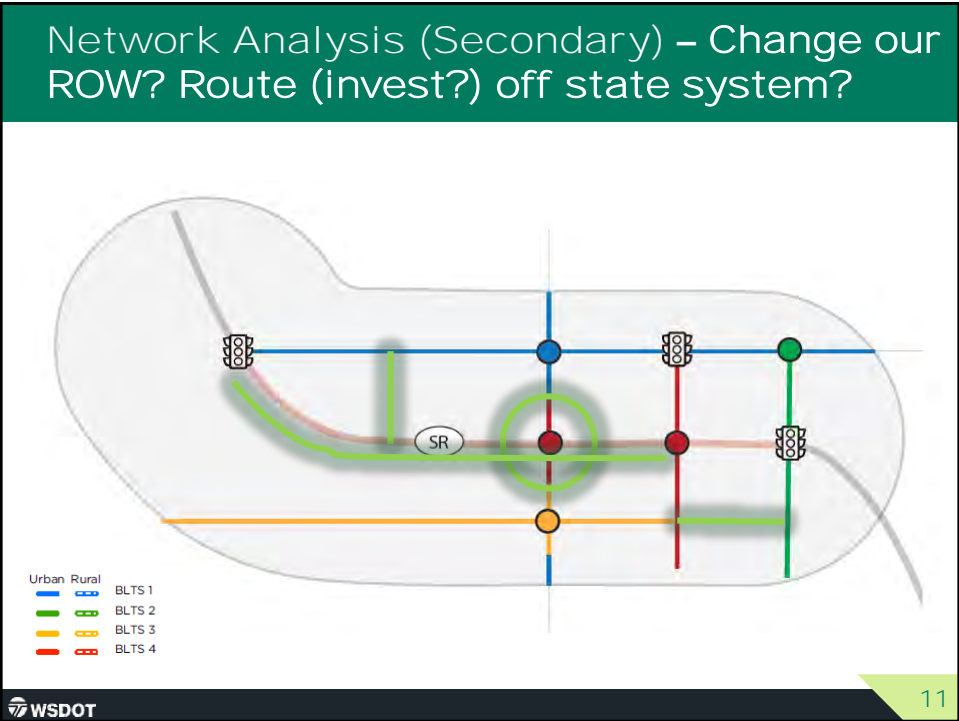 Network Analysis (Secondary) – Change our
ROW? Route (invest?) off state system?
SR
Urban Rural
BLTS 1
BLTS 2
BLTS 3
BLTS 4
WSDOT
11